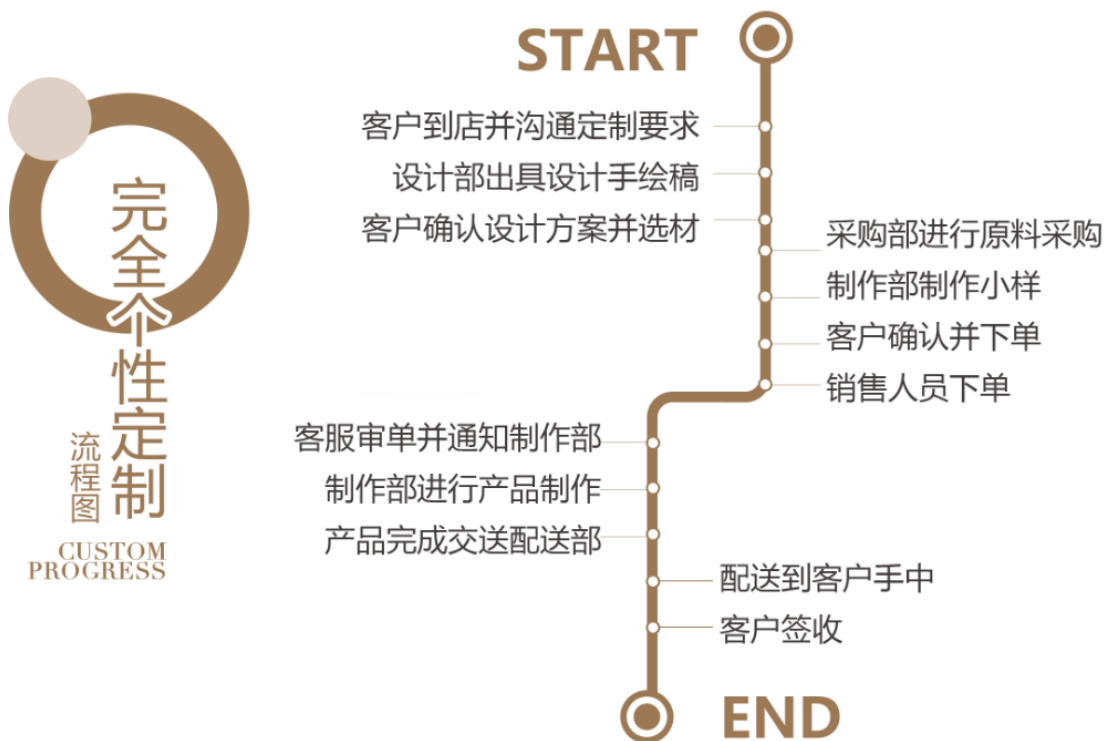 完全个性定制
流程图
CUSTOM
PROGRESS
START
客户到店并沟通定制要求
设计部出具设计手绘稿
客户确认设计方案并选材
采购部进行原料采购
制作部制作小样
客户确认并下单
销售人员下单
客服审单并通知制作部
制作部进行产品制作
产品完成交送配送部
配送到客户手中
客户签收
END